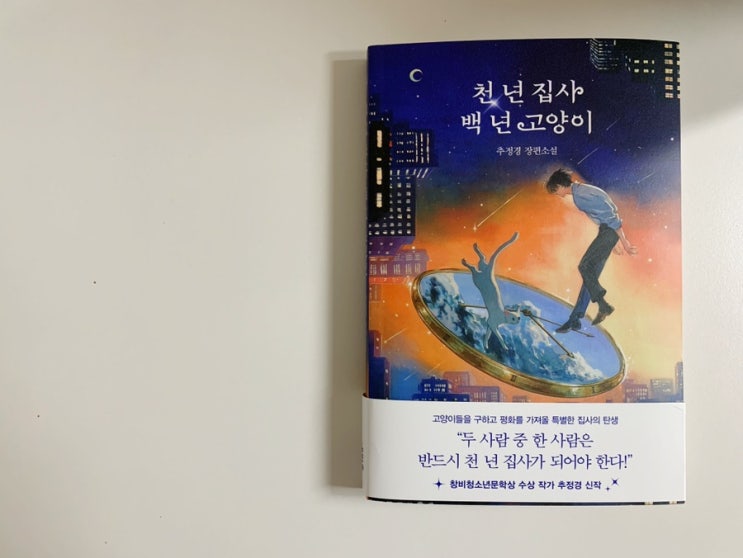 천 년 집사
백 년 고양이
추정경 장편소설
고양이들을 구하고 평화를 가져올 특별한 집사의 탄생
“두 사람 중 한 사람은
반드시 천 년 집사가 되어야 한다!”
창비청소년문학상 수상 작가 추정경 신작